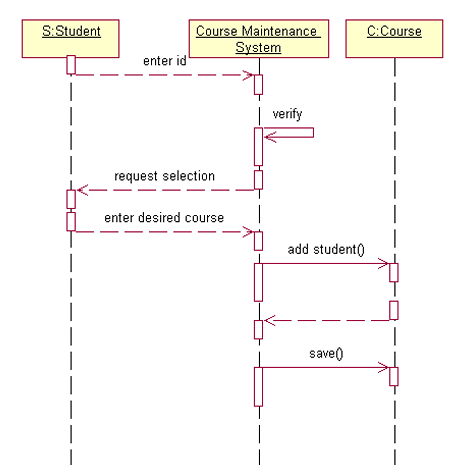 S:Student
Course Maintenance
System
C:Course
enter id
verify
request selection
enter desired course
add student()
save()